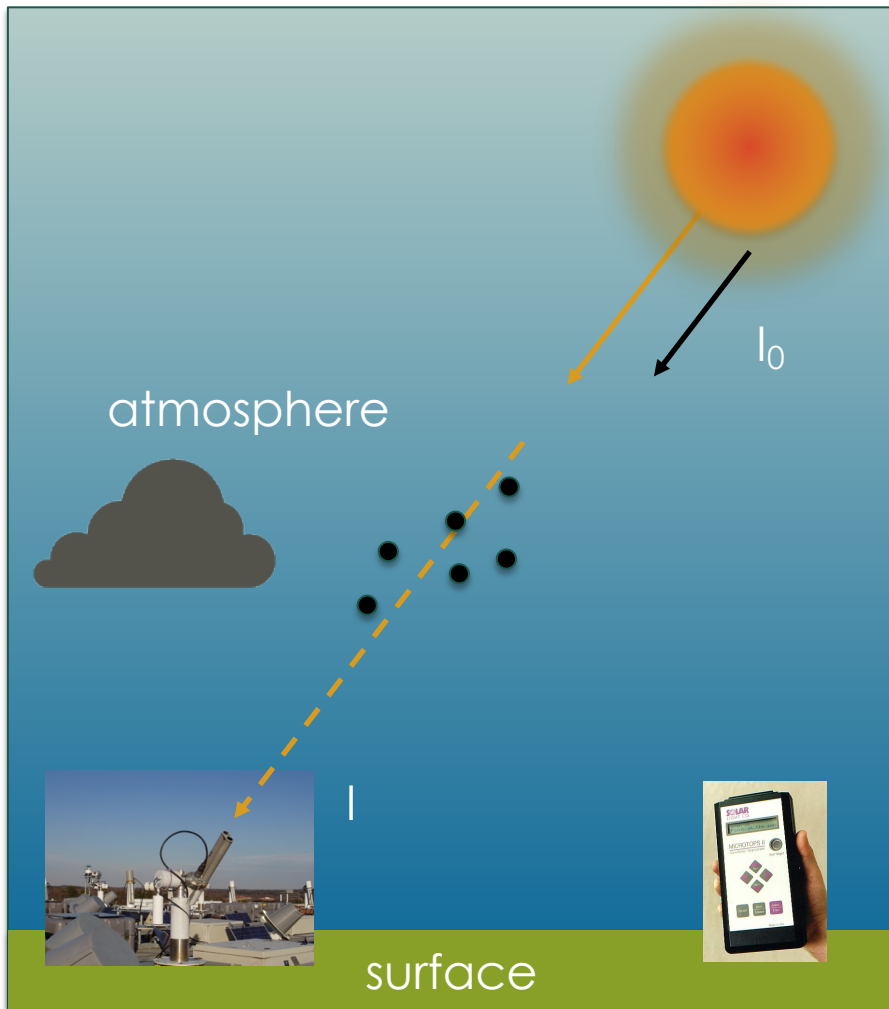 I₀
atmosphere
I
SOLAR
MICROTOPS II
surface